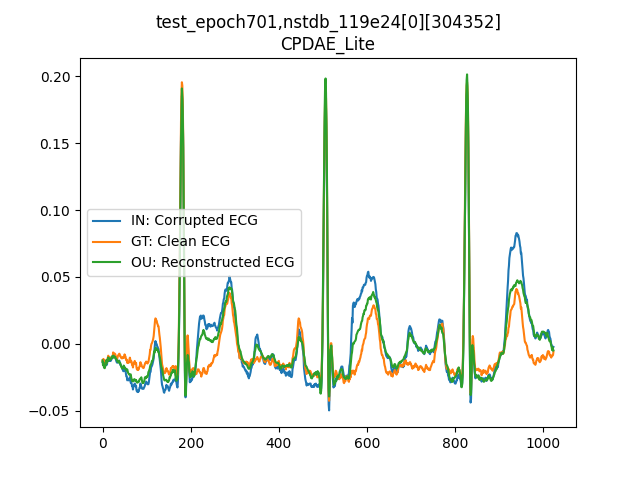 test_epoch701,nstdb_119e24[0][304352]
CPDAE_Lite
0.20
0.15
0.10
0.05
0.00
−0.05
IN: Corrupted ECG
GT: Clean ECG
OU: Reconstructed ECG
0 200 400 600 800 1000